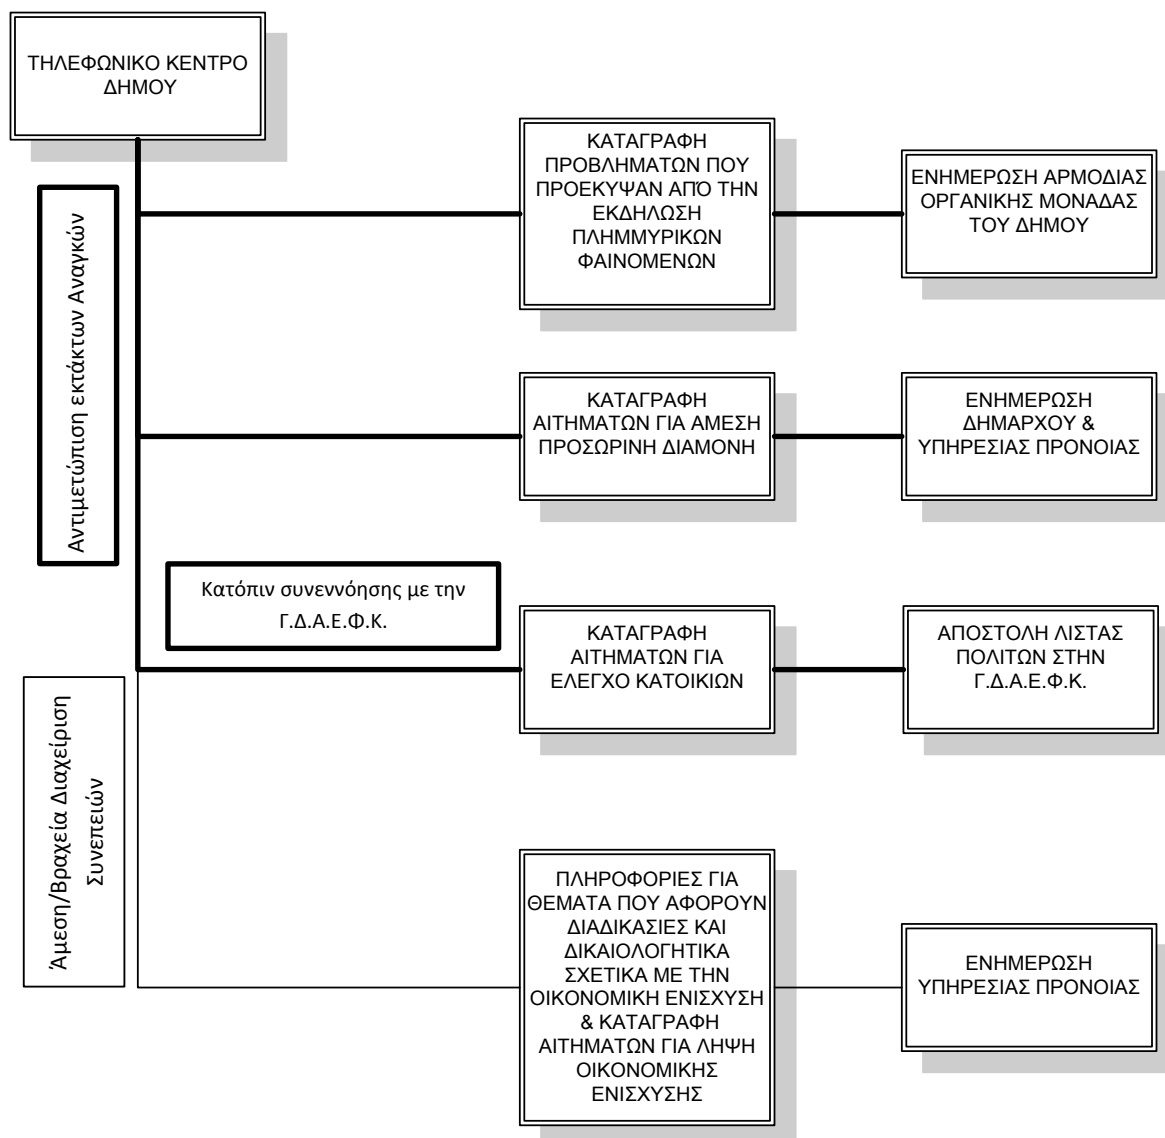 ΤΗΛΕΦΩΝΙΚΟ ΚΕΝΤΡΟ
ΔΗΜΟΥ
ΚΑΤΑΓΡΑΦΗ
ΠΡΟΒΛΗΜΑΤΩΝ ΠΟΥ
ΠΡΟΕΚΥΨΑΝ ΑΠΌ ΤΗΝ
ΕΚΔΗΛΩΣΗ
ΠΛΗΜΜΥΡΙΚΩΝ
ΦΑΙΝΟΜΕΝΩΝ
ΕΝΗΜΕΡΩΣΗ ΑΡΜΟΔΙΑΣ
ΟΡΓΑΝΙΚΗΣ ΜΟΝΑΔΑΣ
ΤΟΥ ΔΗΜΟΥ
Αντιμετώπιση εκτάκτων Αναγκών
ΚΑΤΑΓΡΑΦΗ
ΑΙΤΗΜΑΤΩΝ ΓΙΑ ΑΜΕΣΗ
ΠΡΟΣΩΡΙΝΗ ΔΙΑΜΟΝΗ
ΕΝΗΜΕΡΩΣΗ
ΔΗΜΑΡΧΟΥ &
ΥΠΗΡΕΣΙΑΣ ΠΡΟΝΟΙΑΣ
Κατόπιν συνεννόησης με την
Γ.Δ.Α.Ε.Φ.Κ.
ΚΑΤΑΓΡΑΦΗ
ΑΙΤΗΜΑΤΩΝ ΓΙΑ
ΕΛΕΓΧΟ ΚΑΤΟΙΚΙΩΝ
ΑΠΟΣΤΟΛΗ ΛΙΣΤΑΣ
ΠΟΛΙΤΩΝ ΣΤΗΝ
Γ.Δ.Α.Ε.Φ.Κ.
Άμεση/Βραχεία Διαχείριση
Συνεπειών
ΠΛΗΡΟΦΟΡΙΕΣ ΓΙΑ
ΘΕΜΑΤΑ ΠΟΥ ΑΦΟΡΟΥΝ
ΔΙΑΔΙΚΑΣΙΕΣ ΚΑΙ
ΔΙΚΑΙΟΛΟΓΗΤΙΚΑ
ΣΧΕΤΙΚΑ ΜΕ ΤΗΝ
ΟΙΚΟΝΟΜΙΚΗ ΕΝΙΣΧΥΣΗ
& ΚΑΤΑΓΡΑΦΗ
ΑΙΤΗΜΑΤΩΝ ΓΙΑ ΛΗΨΗ
ΟΙΚΟΝΟΜΙΚΗΣ
ΕΝΙΣΧΥΣΗΣ
ΕΝΗΜΕΡΩΣΗ
ΥΠΗΡΕΣΙΑΣ ΠΡΟΝΟΙΑΣ